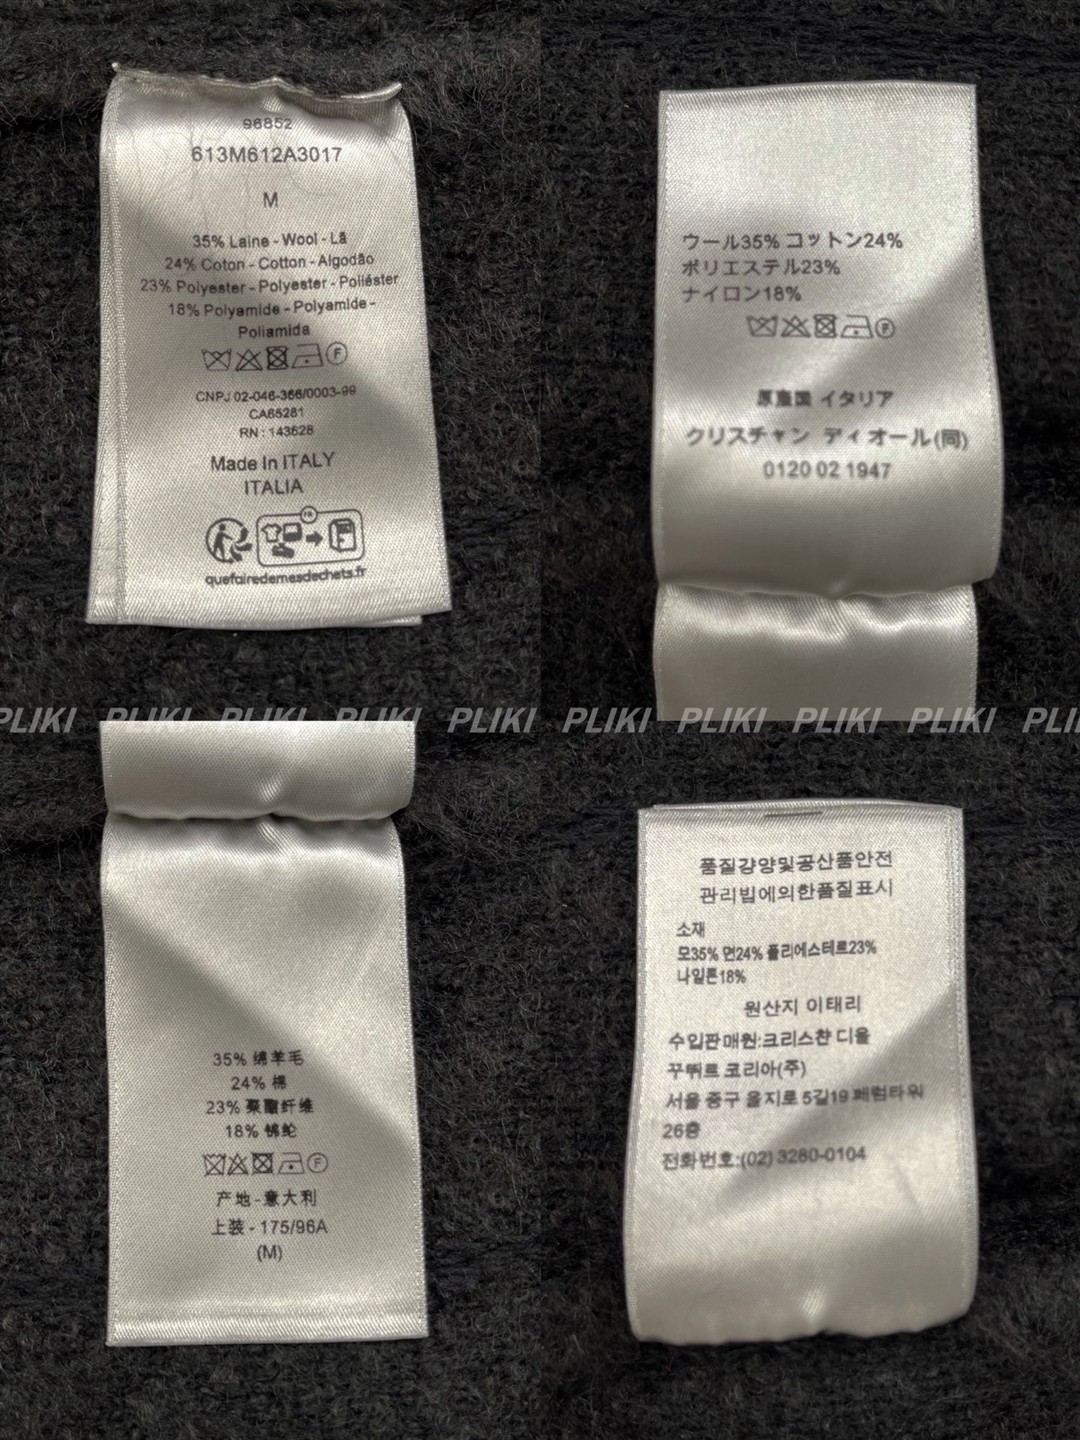 96852
613M612A3017
M
35% Laine - Wool - Lã
24% Coton - Cotton - Algodão
23% Polyester - Polyester - Poliéster
18% Polyamide - Polyamide -
Poliamida
F
CNPJ 02-046-366/0003-99
CA65281
RN : 143628
Made In ITALY
ITALIA
FR
quefairedemesdechets.fr
ウール35% コットン24%
ポリエステル23%
ナイロン18%
F
原産国 イタリア
クリスチャン ディオール(同)
0120 02 1947
PLIKI PLIKI PLIKI PLIKI PLIKI PLIKI PLIKI PLIKI PLIKI PLI
35% 绵羊毛
24% 棉
23% 聚酯纤维
18% 锦纶
F
产地 - 意大利
上装 - 175/96A
(M)
품질걍양및공산품안전
관리빕에의한품질표시
소재
모35% 면24% 폴리에스테르23%
나일론18%
원산지 이태리
수입판매원:크리스챤 디올
꾸뛰르 코리아(주)
서울 중구 을지로 5길19 페럼타워
26층
전화번호:(02) 3280-0104